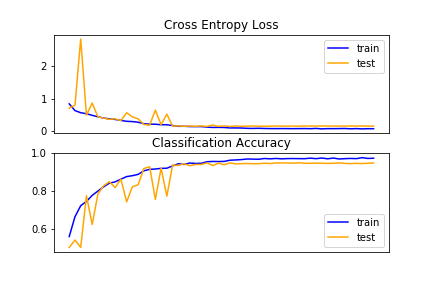 Cross Entropy Loss
train
test
2
1
0
Classification Accuracy
1.0
0.8
0.6
train
test